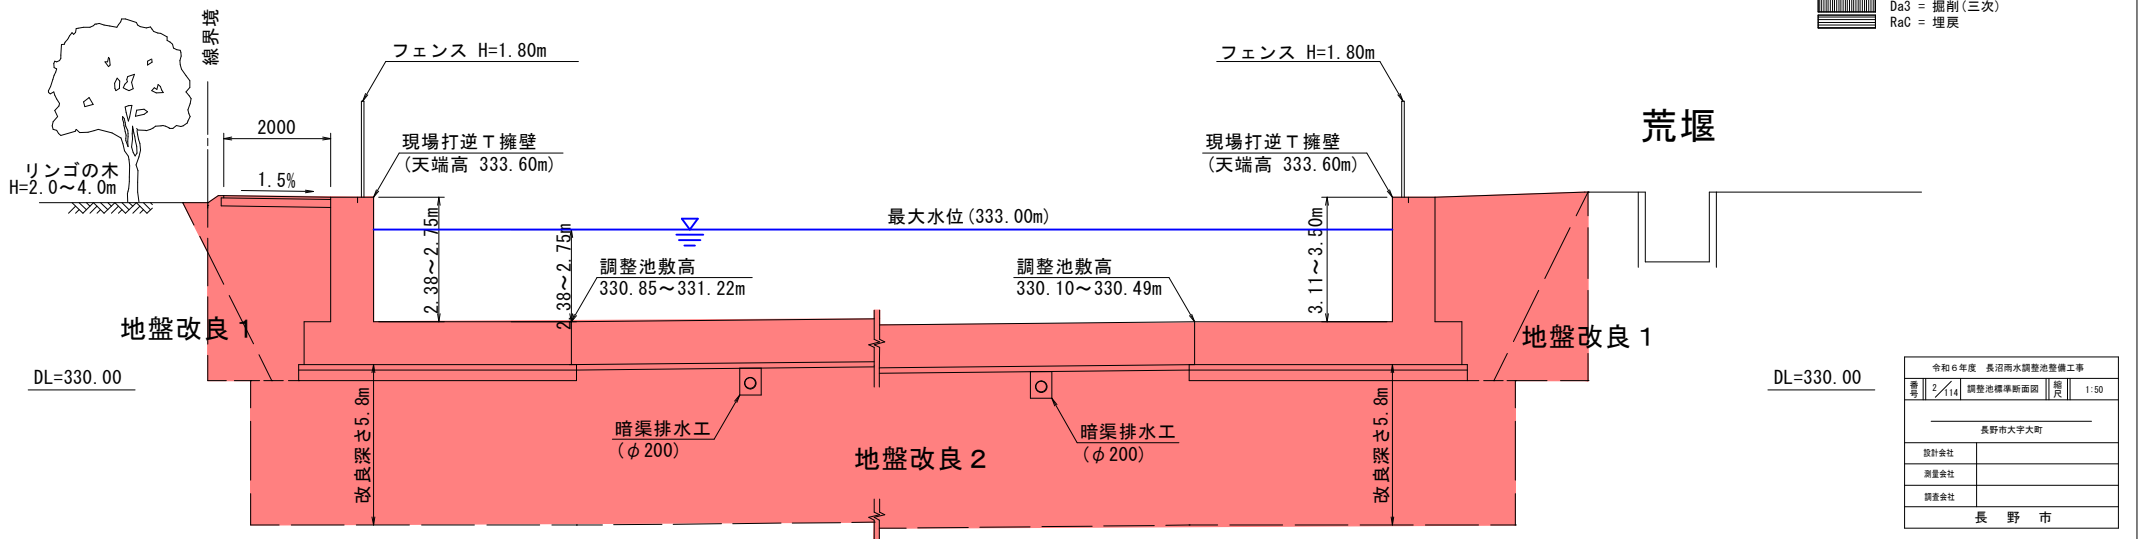 Da3 = 掘削(三次)
RaC = 埋戻
線界境
フェンス H=1.80m
フェンス H=1.80m
荒堰
2000
現場打逆T擁壁
(天端高 333.60m)
現場打逆T擁壁
(天端高 333.60m)
リンゴの木
H=2.0～4.0m
1.5%
最大水位(333.00m)
2.38～2.75m
2.38～2.75m
3.11～3.50m
調整池敷高
330.85～331.22m
調整池敷高
330.10～330.49m
地盤改良1
地盤改良1
DL=330.00
DL=330.00
改良深さ5.8m
改良深さ5.8m
暗渠排水工
(φ200)
暗渠排水工
(φ200)
地盤改良2
令和6年度 長沼雨水調整池整備工事
番号 2/114 調整池標準断面図 縮尺 1:50
長野市大字大町
設計会社
測量会社
調査会社
長野市